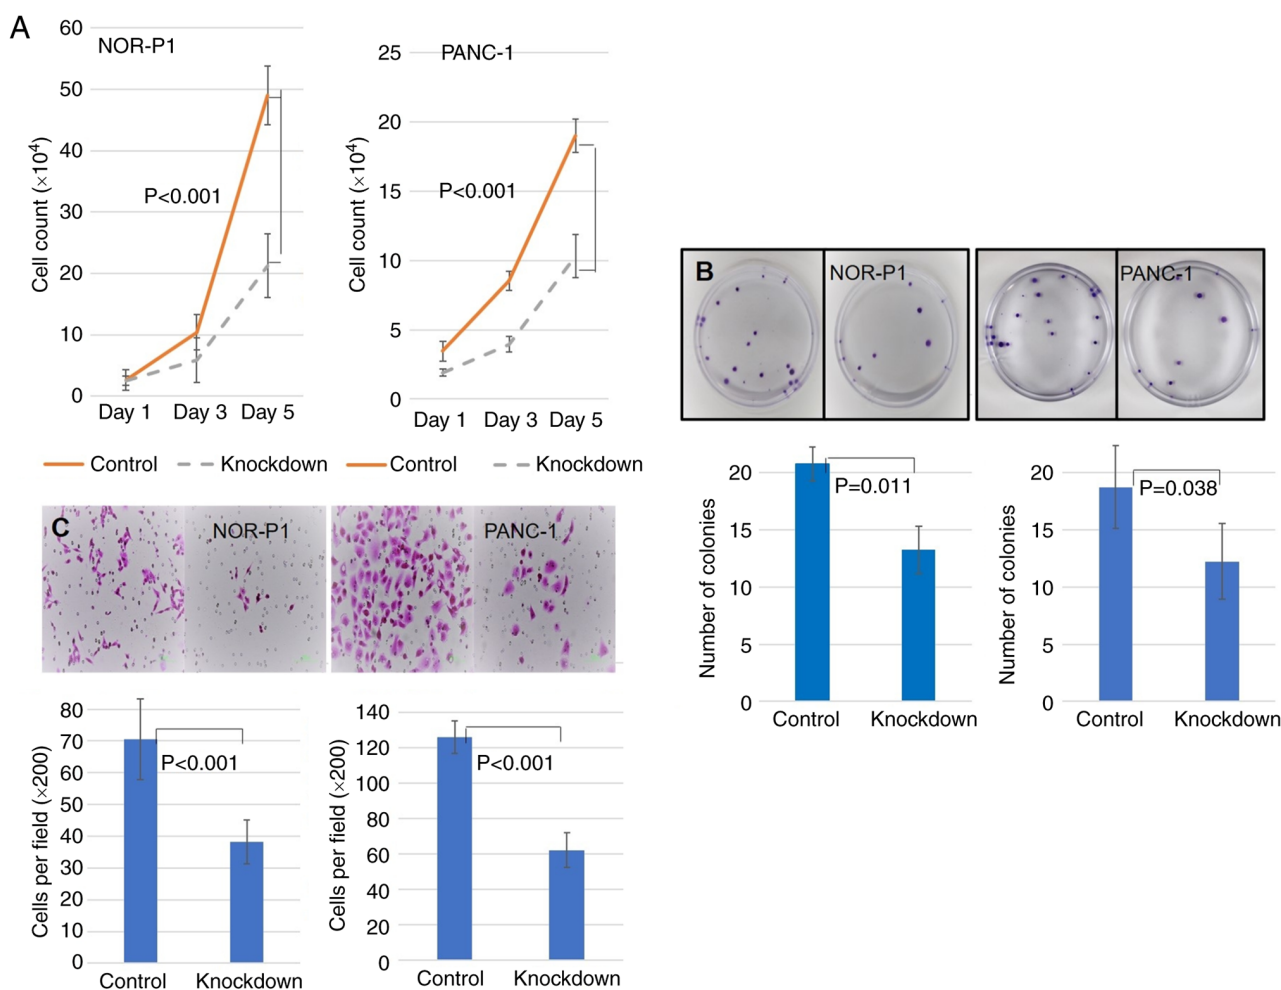 A
NOR-P1
Cell count (×10⁴)
60
50
40
30
20
10
0
P<0.001
Day 1 Day 3 Day 5
Control Knockdown
PANC-1
Cell count (×10⁴)
25
20
15
10
5
0
P<0.001
Day 1 Day 3 Day 5
Control Knockdown
B
NOR-P1
PANC-1
Number of colonies
20
15
10
5
0
P=0.011
Control Knockdown
Number of colonies
20
15
10
5
0
P=0.038
Control Knockdown
C
NOR-P1
PANC-1
Cells per field (×200)
80
70
60
50
40
30
20
10
0
P<0.001
Control Knockdown
Cells per field (×200)
140
120
100
80
60
40
20
0
P<0.001
Control Knockdown